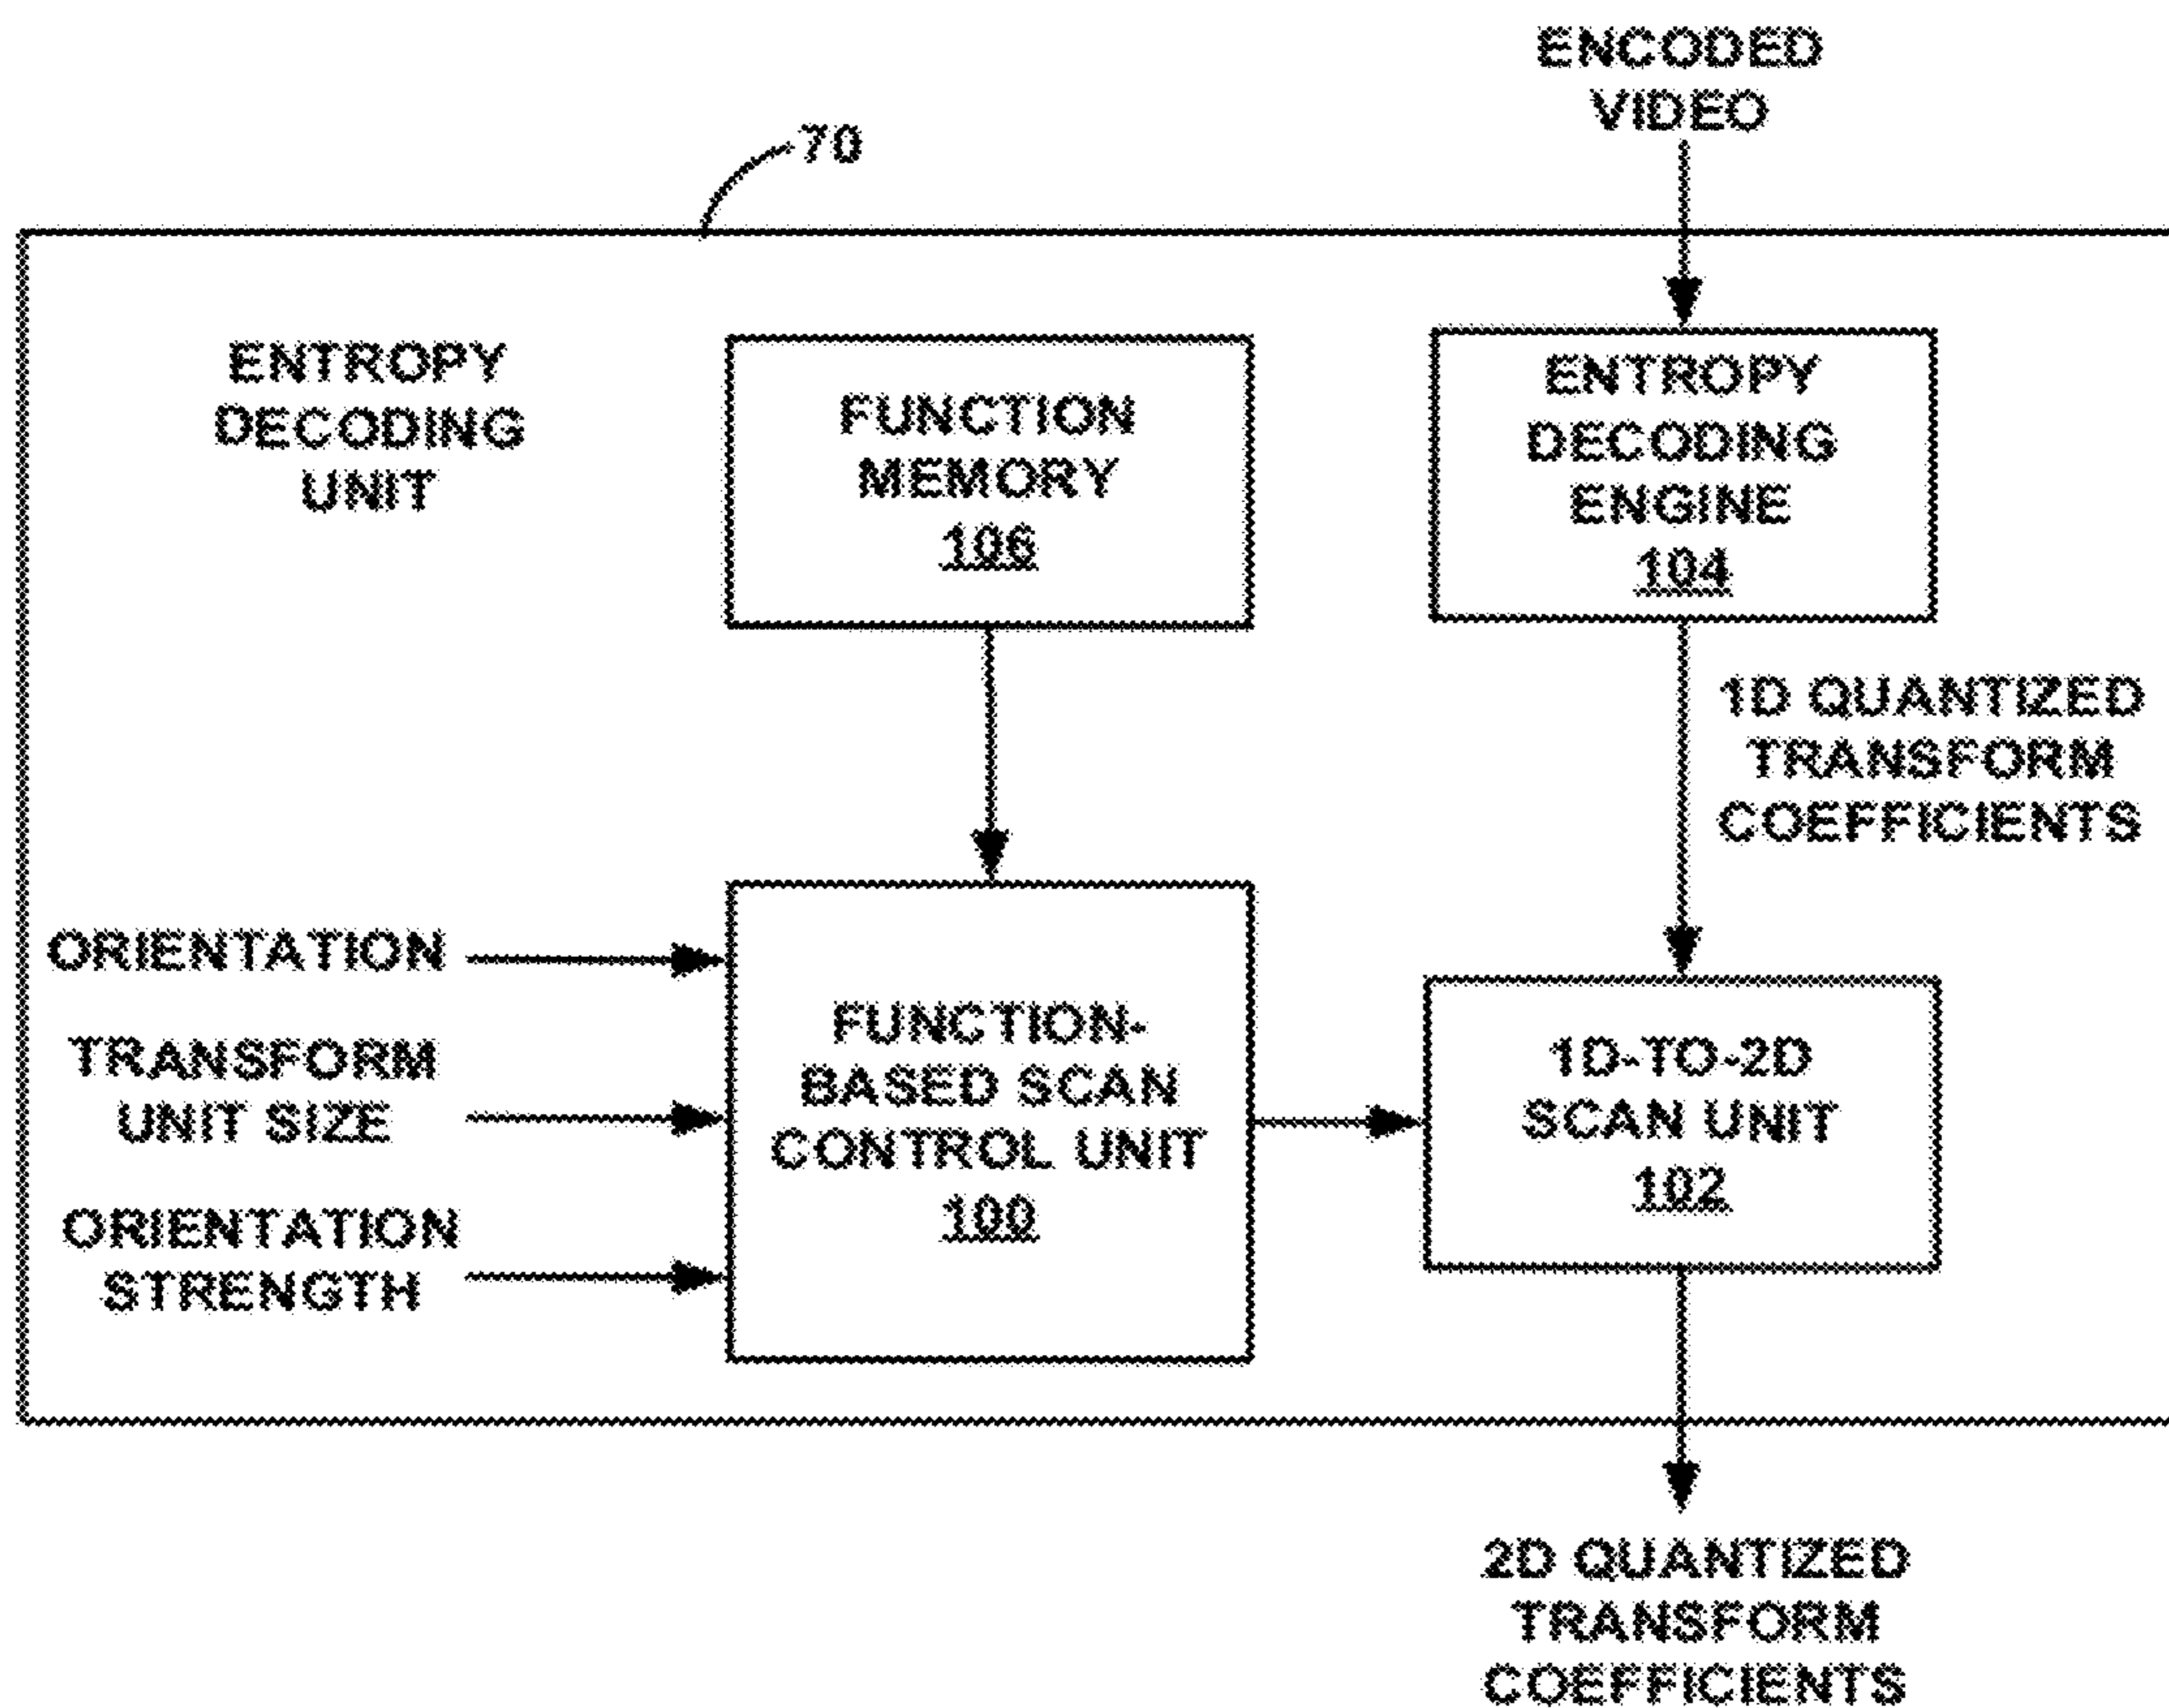 ENCODED
VIDEO
70
ENTROPY
DECODING
UNIT
FUNCTION
MEMORY
106
ENTROPY
DECODING
ENGINE
104
1D QUANTIZED
TRANSFORM
COEFFICIENTS
ORIENTATION
TRANSFORM
UNIT SIZE
ORIENTATION
STRENGTH
FUNCTION-
BASED SCAN
CONTROL UNIT
100
1D-TO-2D
SCAN UNIT
102
2D QUANTIZED
TRANSFORM
COEFFICIENTS